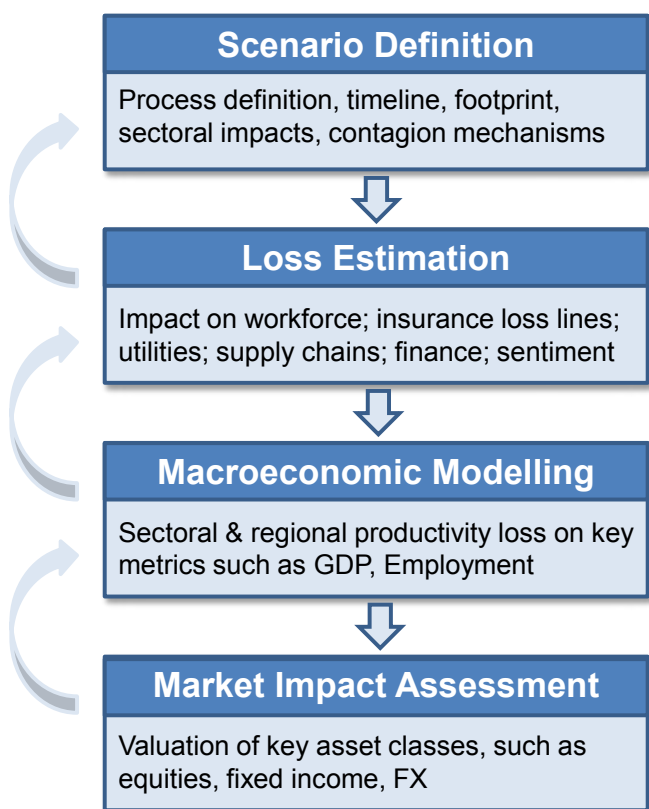 Scenario Definition
Process definition, timeline, footprint,
sectoral impacts, contagion mechanisms
Loss Estimation
Impact on workforce; insurance loss lines;
utilities; supply chains; finance; sentiment
Macroeconomic Modelling
Sectoral & regional productivity loss on key
metrics such as GDP, Employment
Market Impact Assessment
Valuation of key asset classes, such as
equities, fixed income, FX